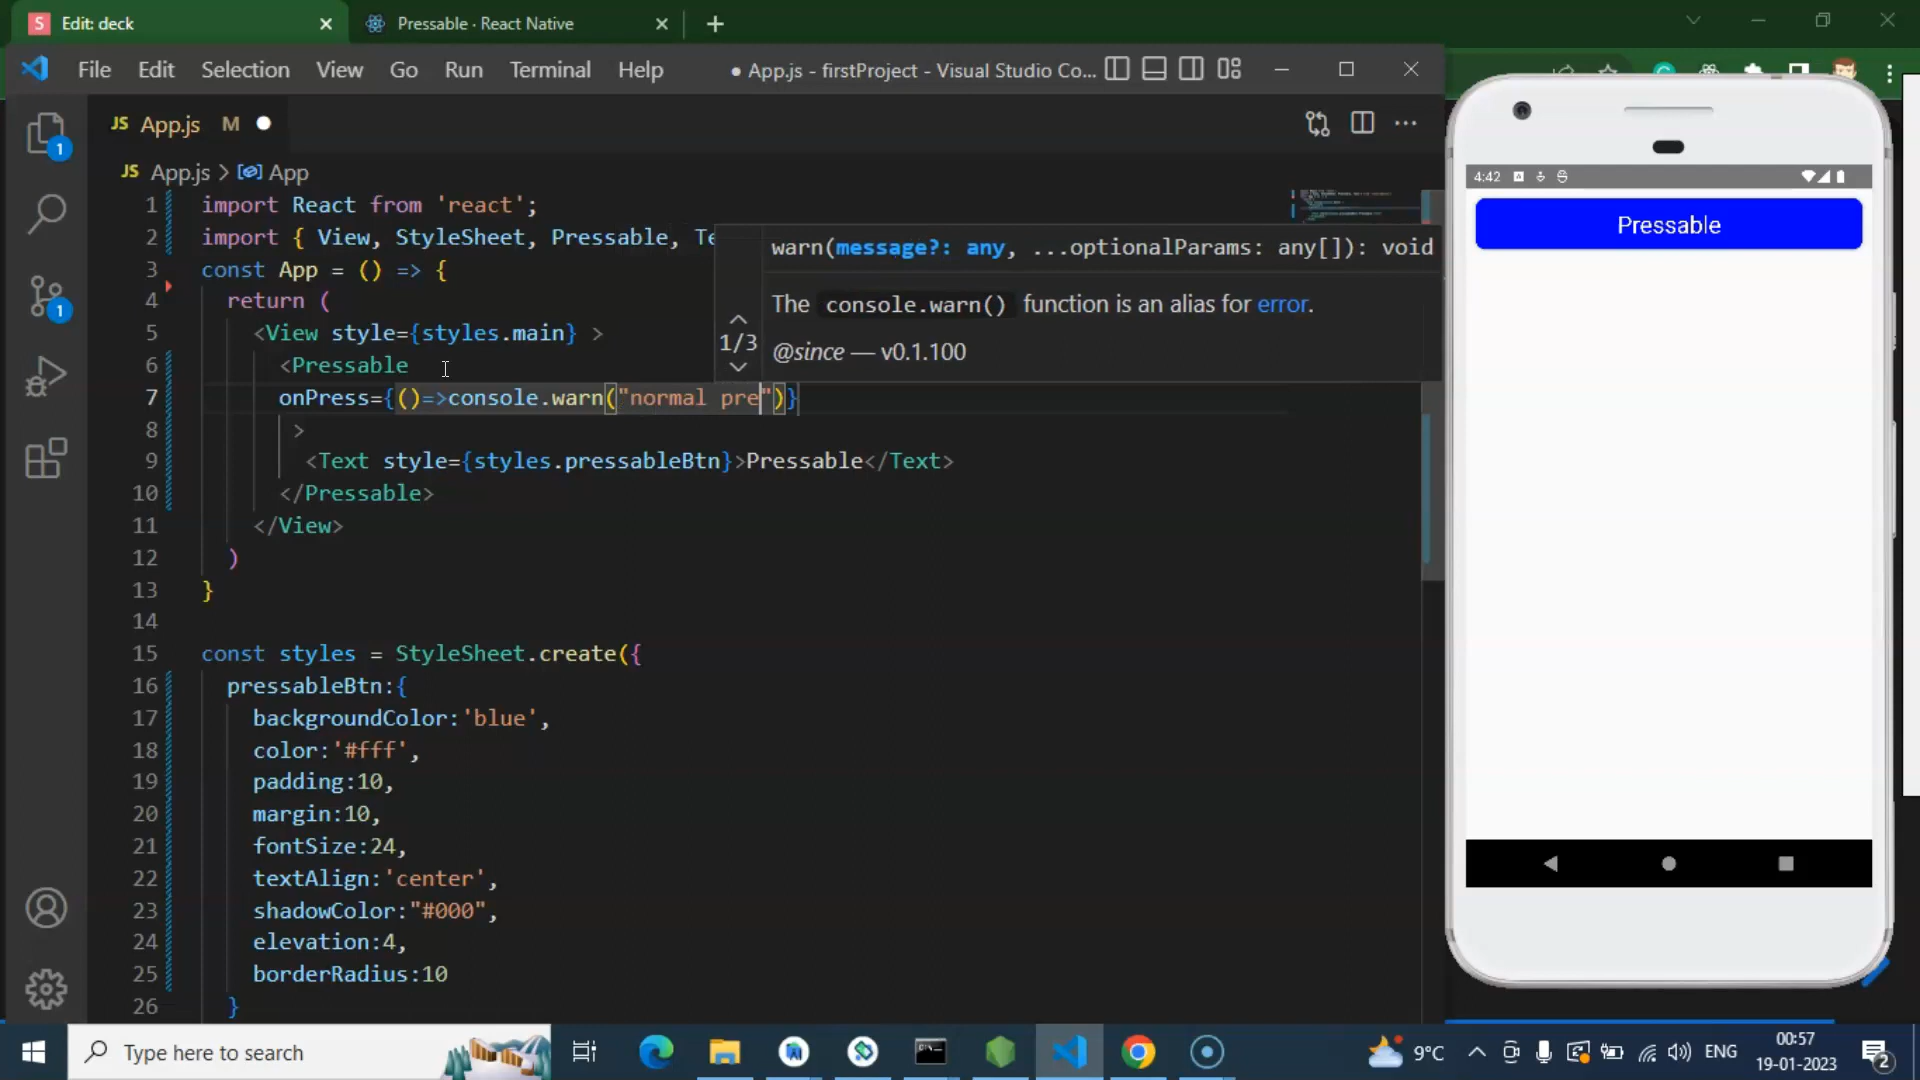 S Edit: deck
Pressable · React Native
File Edit Selection View Go Run Terminal Help
● App.js - firstProject - Visual Studio Co...
JS App.js M
JS App.js > App
1 import React from 'react';
2 import { View, StyleSheet, Pressable, Te
3 const App = () => {
4 return (
5 <View style={styles.main} >
6 <Pressable
7 onPress={()=>console.warn("normal pre")}
8 >
9 <Text style={styles.pressableBtn}>Pressable</Text>
10 </Pressable>
11 </View>
12 )
13 }
14
15 const styles = StyleSheet.create({
16 pressableBtn:{
17 backgroundColor:'blue',
18 color:'#fff',
19 padding:10,
20 margin:10,
21 fontSize:24,
22 textAlign:'center',
23 shadowColor:"#000",
24 elevation:4,
25 borderRadius:10
26 }
warn(message?: any, ...optionalParams: any[]): void
1/3
The console.warn() function is an alias for error.
@since — v0.1.100
1
1
4:42
Pressable
Type here to search
9°C
ENG
00:57
19-01-2023
2